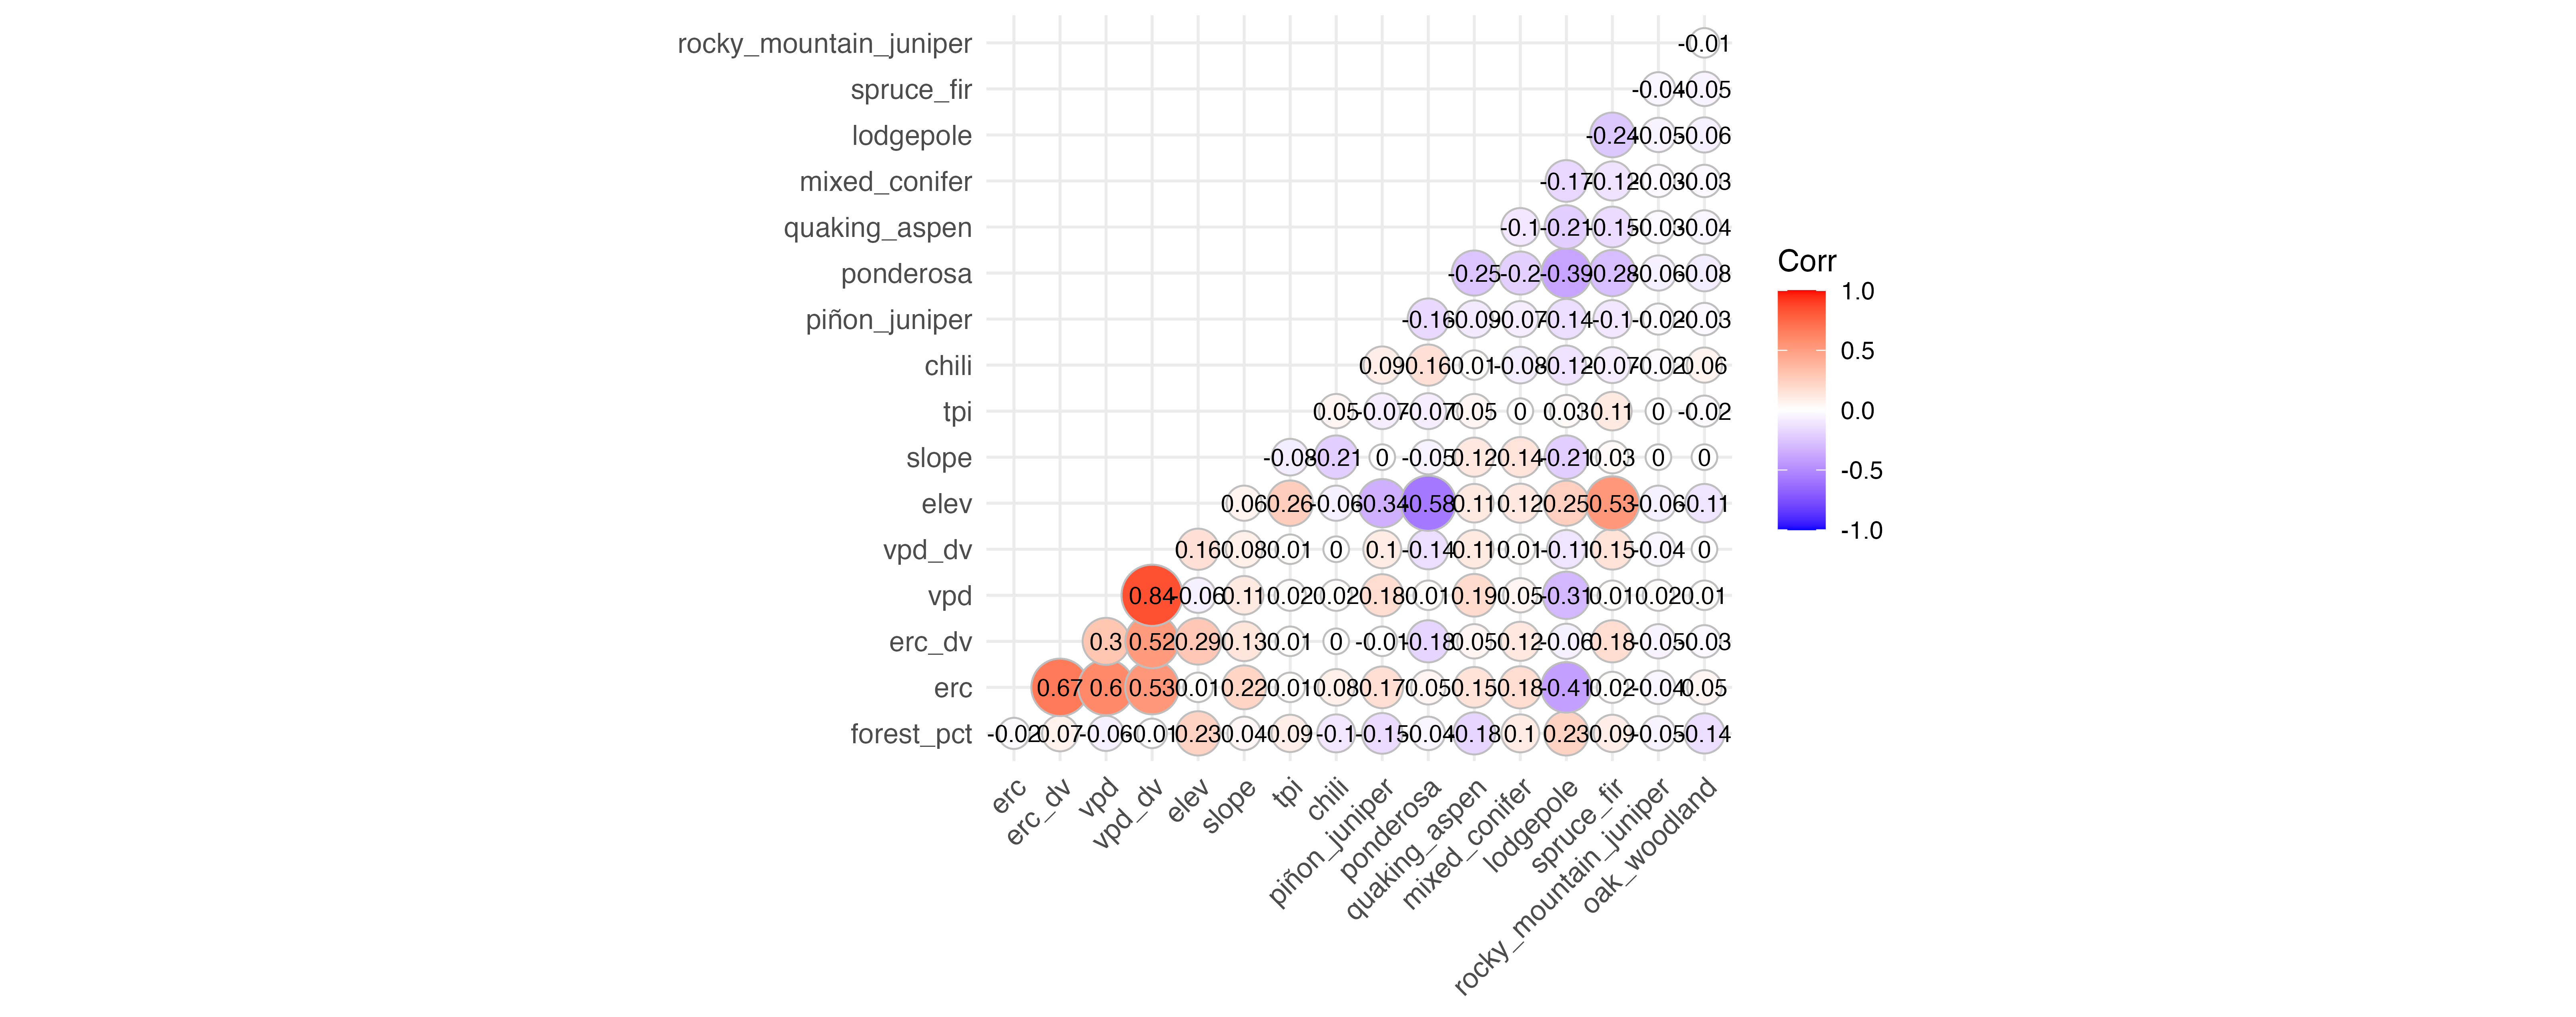 rocky_mountain_juniper -0.01
spruce_fir -0.04 -0.05
lodgepole -0.24 -0.05 -0.06
mixed_conifer -0.17 -0.12 -0.03 -0.03
quaking_aspen -0.1 -0.21 -0.15 -0.03 -0.04
ponderosa -0.25 -0.2 -0.39 -0.28 -0.06 -0.08
piñon_juniper -0.16 -0.09 -0.07 -0.14 -0.1 -0.02 -0.03
chili 0.09 0.16 0.01 -0.08 -0.12 -0.07 -0.02 0.06
tpi 0.05 -0.07 -0.07 0.05 0 0.03 0.11 0 -0.02
slope -0.08 -0.21 0 -0.05 0.12 0.14 -0.21 0.03 0 0
elev 0.06 0.26 -0.06 -0.34 -0.58 0.11 0.12 0.25 0.53 -0.06 -0.11
vpd_dv 0.16 0.08 0.01 0 0.1 -0.14 0.11 0.01 -0.11 0.15 -0.04 0
vpd 0.84 -0.06 0.11 0.02 0.02 0.18 0.01 0.19 0.05 -0.31 0.01 0.02 0.01
erc_dv 0.3 0.52 0.29 0.13 0.01 0 -0.01 -0.18 0.05 0.12 -0.06 0.18 -0.05 -0.03
erc 0.67 0.6 0.53 0.01 0.22 0.01 0.08 0.17 0.05 0.15 0.18 -0.41 0.02 -0.04 0.05
forest_pct -0.02 0.07 -0.06 -0.01 0.23 0.04 0.09 -0.1 -0.15 -0.04 -0.18 0.1 0.23 0.09 -0.05 -0.14
erc
erc_dv
vpd
vpd_dv
elev
slope
tpi
chili
piñon_juniper
ponderosa
quaking_aspen
mixed_conifer
lodgepole
spruce_fir
rocky_mountain_juniper
oak_woodland
Corr
1.0
0.5
0.0
-0.5
-1.0